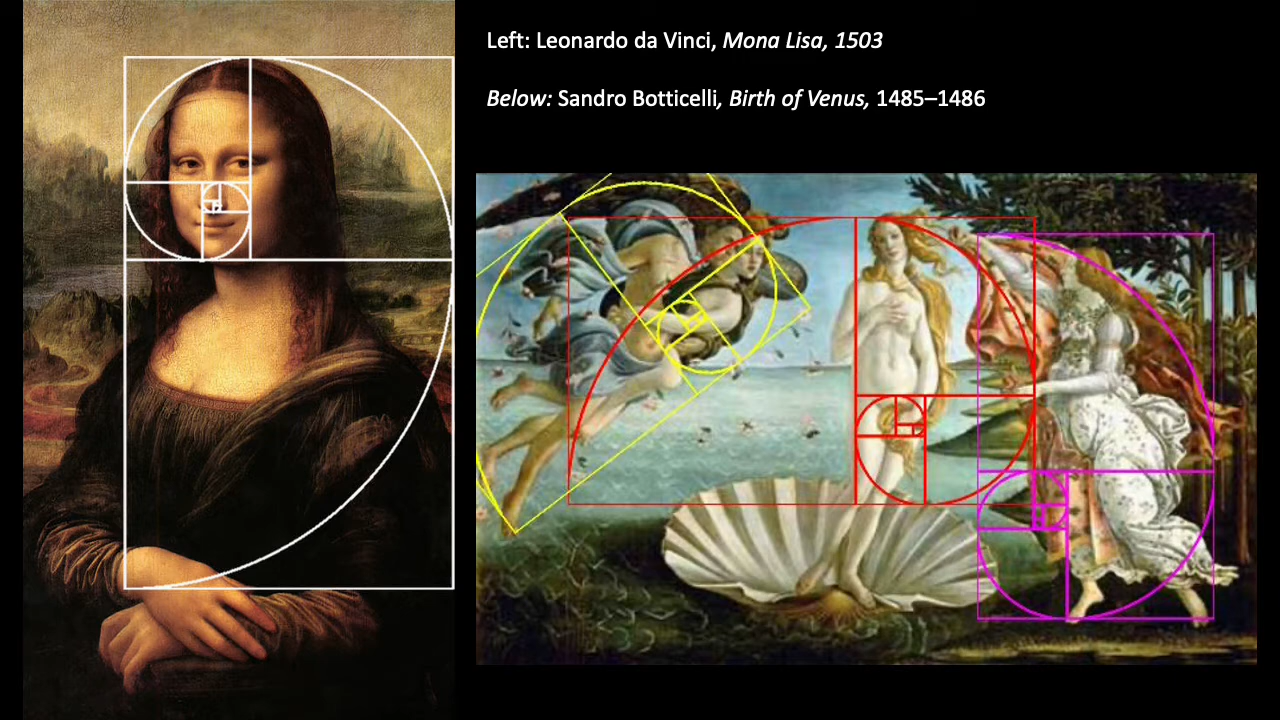 Left: Leonardo da Vinci, Mona Lisa, 1503
Below: Sandro Botticelli, Birth of Venus, 1485–1486